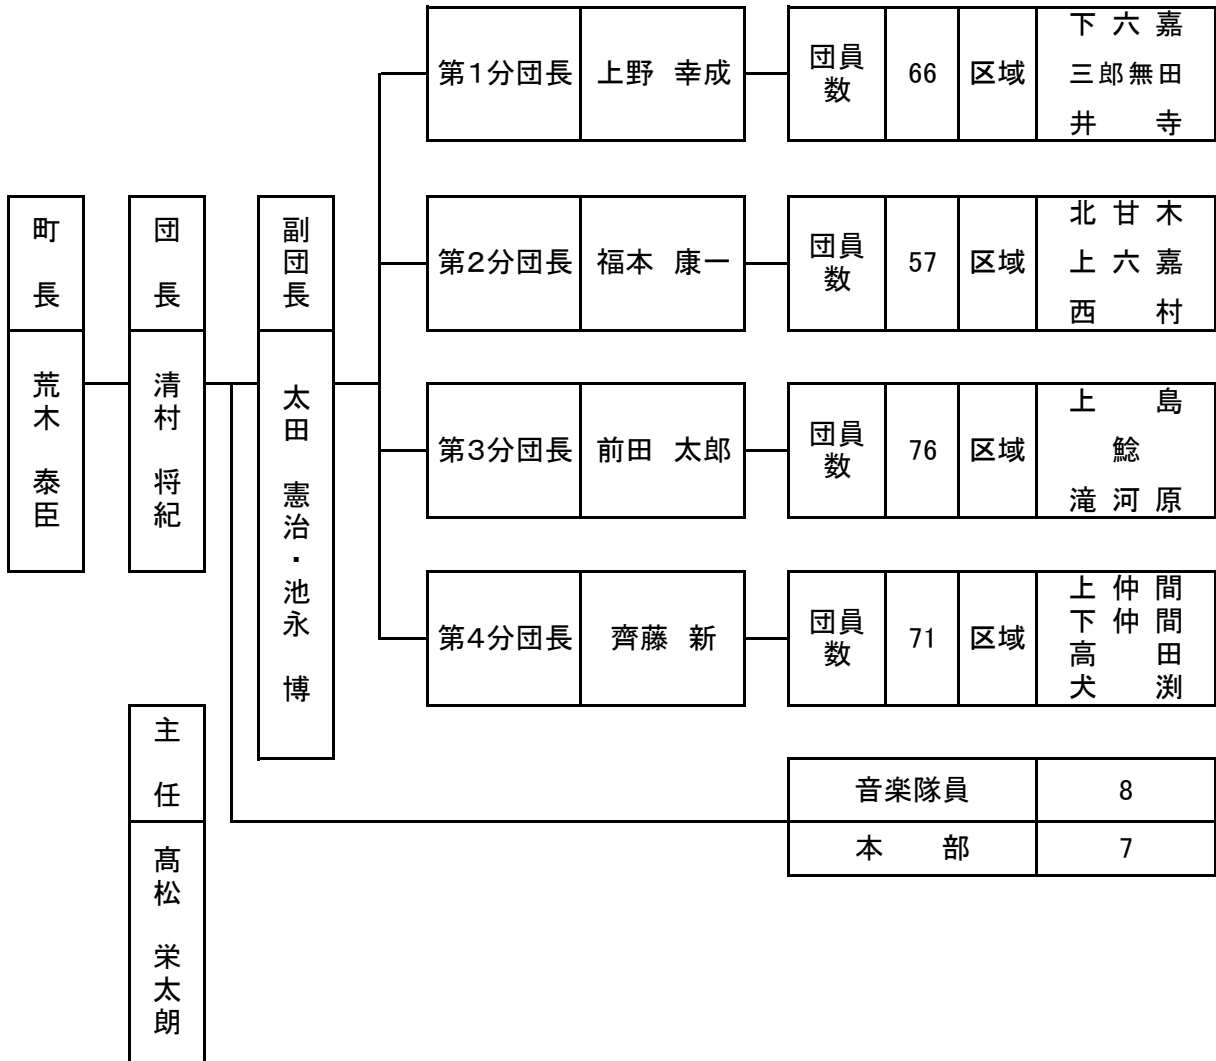 町長
荒木 泰臣
団長
清村 将紀
副団長
太田 憲治・池永 博
主任
髙松 栄太朗
第1分団長 上野 幸成 団員数 66 区域
下六嘉
三郎無田
井寺
第2分団長 福本 康一 団員数 57 区域
北甘木
上六嘉
西村
第3分団長 前田 太郎 団員数 76 区域
上島
鯰
滝河原
第4分団長 齊藤 新 団員数 71 区域
上仲間
下仲間
高田
犬渕
音楽隊員 8
本部 7